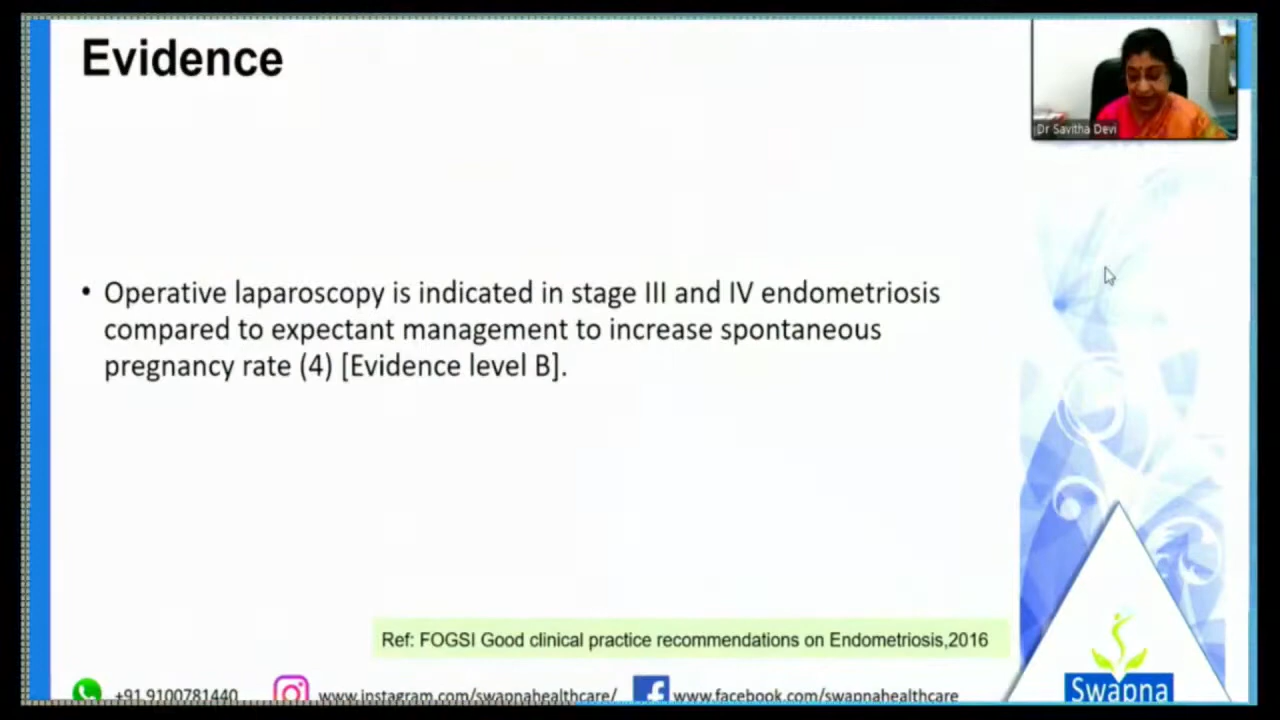 Evidence
Dr Savitha Devi
• Operative laparoscopy is indicated in stage III and IV endometriosis
compared to expectant management to increase spontaneous
pregnancy rate (4) [Evidence level B].
Ref: FOGSI Good clinical practice recommendations on Endometriosis,2016
+91 9100781440 www.instagram.com/swapnahealthcare/ www.facebook.com/swapnahealthcare
Swapna